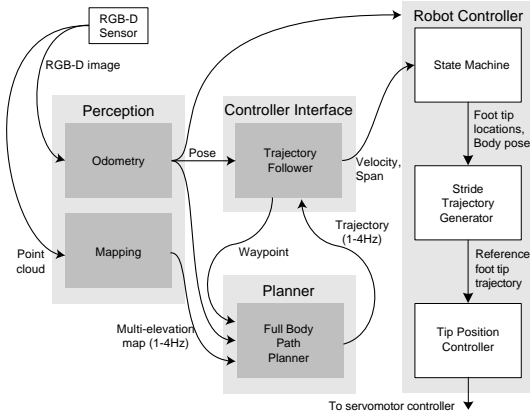 RGB-D
Sensor
RGB-D image
Robot Controller
State Machine
Perception
Controller Interface
Foot tip
locations,
Body pose
Odometry
Pose
Trajectory
Follower
Velocity,
Span
Stride
Trajectory
Generator
Mapping
Point
cloud
Waypoint
Trajectory
(1-4Hz)
Reference
foot tip
trajectory
Planner
Multi-elevation
map (1-4Hz)
Full Body
Path
Planner
Tip Position
Controller
To servomotor controller